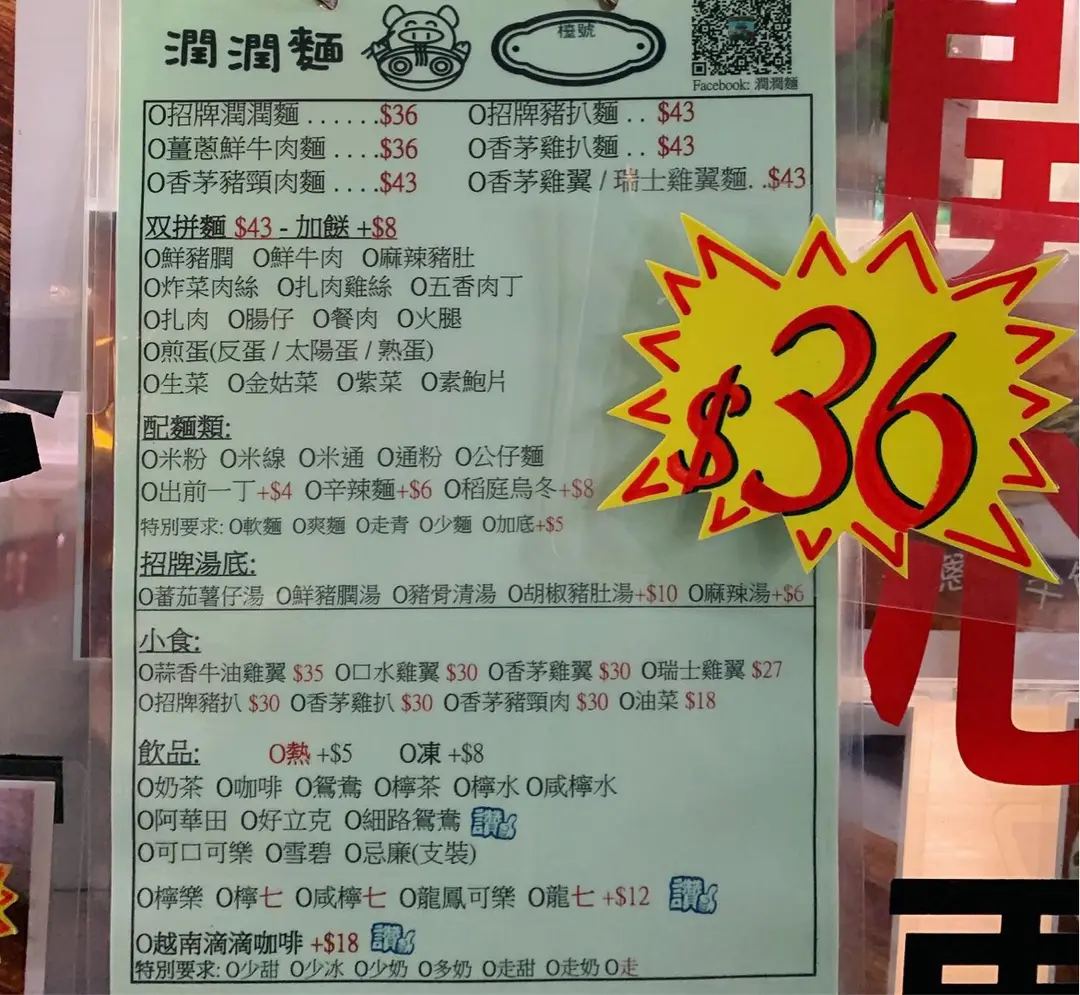 潤潤麵
檯號
Facebook: 潤潤麵
O招牌潤潤麵......$36 O招牌豬扒麵.. $43
O薑蔥鮮牛肉麵....$36 O香茅雞扒麵.. $43
O香茅豬頸肉麵....$43 O香茅雞翼 / 瑞士雞翼麵..$43
双拼麵 $43 - 加餸 +$8
O鮮豬膶 O鮮牛肉 O麻辣豬肚
O炸菜肉絲 O扎肉雞絲 O五香肉丁
O扎肉 O腸仔 O餐肉 O火腿
O煎蛋(反蛋 / 太陽蛋 / 熟蛋)
O生菜 O金姑菜 O紫菜 O素鮑片
$36
配麵類:
O米粉 O米線 O米通 O通粉 O公仔麵
O出前一丁+$4 O辛辣麵+$6 O稻庭烏冬+$8
特別要求: O軟麵 O爽麵 O走青 O少麵 O加底+$5
招牌湯底:
O蕃茄薯仔湯 O鮮豬膶湯 O豬骨清湯 O胡椒豬肚湯+$10 O麻辣湯+$6
小食:
O蒜香牛油雞翼 $35 O口水雞翼 $30 O香茅雞翼 $30 O瑞士雞翼 $27
O招牌豬扒 $30 O香茅雞扒 $30 O香茅豬頸肉 $30 O油菜 $18
飲品: O熱 +$5 O凍 +$8
O奶茶 O咖啡 O鴛鴦 O檸茶 O檸水 O咸檸水
O阿華田 O好立克 O細路鴛鴦 讚
O可口可樂 O雪碧 O忌廉(支裝)
O檸樂 O檸七 O咸檸七 O龍鳳可樂 O龍七 +$12 讚
O越南滴滴咖啡 +$18 讚
特別要求: O少甜 O少冰 O少奶 O多奶 O走甜 O走奶 O走